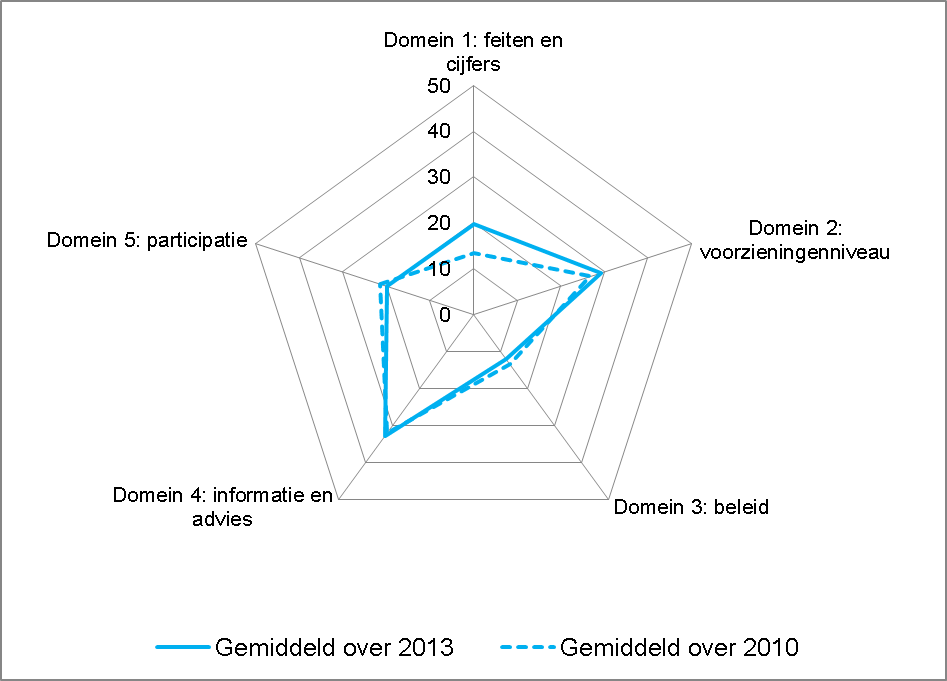 Domein 1: feiten en
cijfers
50
40
30
20
10
0
Domein 2:
voorzieningenniveau
Domein 5: participatie
Domein 4: informatie en
advies
Domein 3: beleid
Gemiddeld over 2013
Gemiddeld over 2010